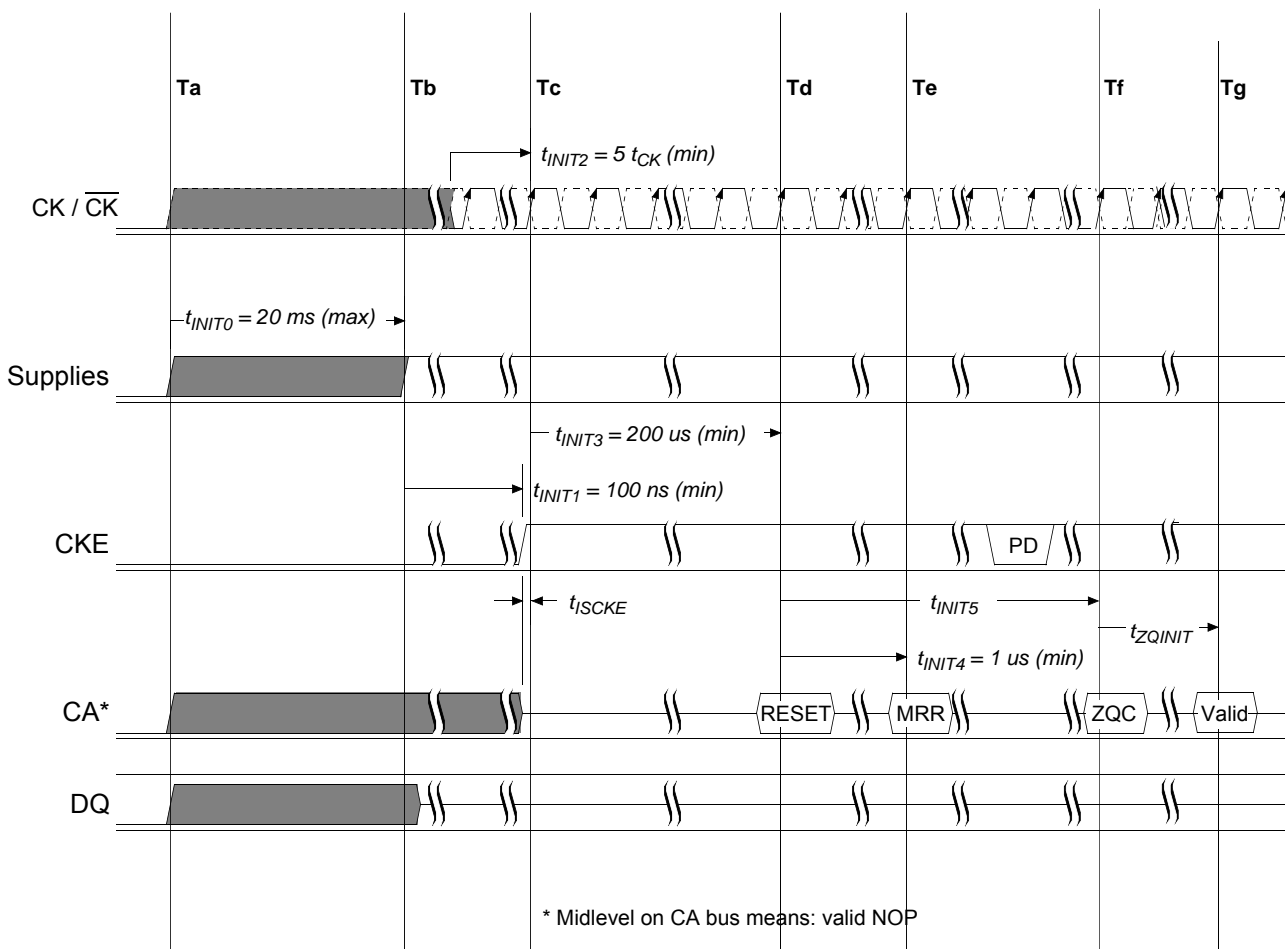 Ta Tb Tc Td Te Tf Tg
tINIT2 = 5 tCK (min)
CK / CK
tINIT0 = 20 ms (max)
Supplies
tINIT3 = 200 us (min)
tINIT1 = 100 ns (min)
CKE
PD
tISCKE
tINIT5
tZQINIT
tINIT4 = 1 us (min)
CA*
RESET MRR ZQC Valid
DQ
* Midlevel on CA bus means: valid NOP